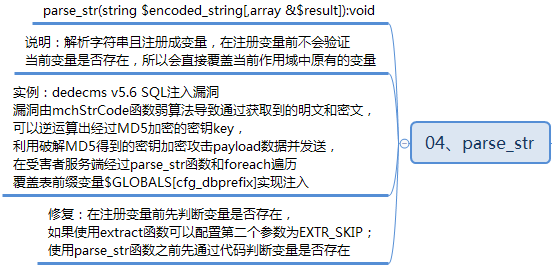 parse_str(string $encoded_string[,array &$result]):void
说明：解析字符串且注册成变量，在注册变量前不会验证
当前变量是否存在，所以会直接覆盖当前作用域中原有的变量
实例：dedecms v5.6 SQL注入漏洞
漏洞由mchStrCode函数弱算法导致通过获取到的明文和密文，
可以逆运算出经过MD5加密的密钥key，
利用破解MD5得到的密钥加密攻击payload数据并发送，
在受害者服务端经过parse_str函数和foreach遍历
覆盖表前缀变量$GLOBALS[cfg_dbprefix]实现注入
修复：在注册变量前先判断变量是否存在，
如果使用extract函数可以配置第二个参数为EXTR_SKIP；
使用parse_str函数之前先通过代码判断变量是否存在
04、parse_str